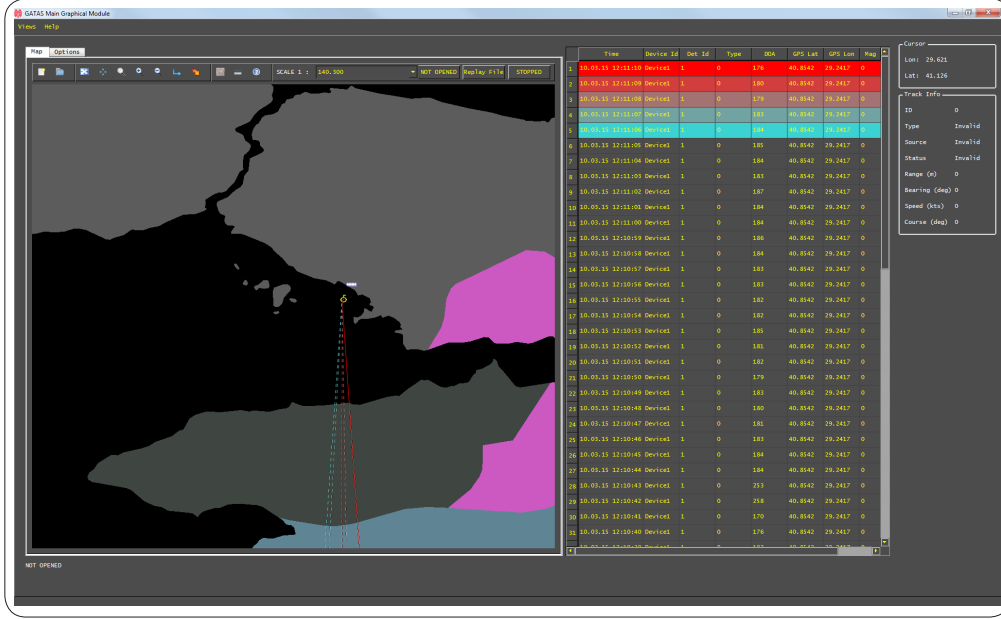 GATAS Main Graphical Module
Views Help
Map Options
SCALE 1 : 140.300 NOT OPENED Replay File STOPPED
Time Device Id Det Id Type DOA GPS Lat GPS Lon Mag
1 10.03.15 12:11:10 Device1 1 0 176 40.8542 29.2417 0
2 10.03.15 12:11:09 Device1 1 0 180 40.8542 29.2417 0
3 10.03.15 12:11:08 Device1 1 0 179 40.8542 29.2417 0
4 10.03.15 12:11:07 Device1 1 0 183 40.8542 29.2417 0
5 10.03.15 12:11:06 Device1 1 0 184 40.8542 29.2417 0
6 10.03.15 12:11:05 Device1 1 0 185 40.8542 29.2417 0
7 10.03.15 12:11:04 Device1 1 0 184 40.8542 29.2417 0
8 10.03.15 12:11:03 Device1 1 0 183 40.8542 29.2417 0
9 10.03.15 12:11:02 Device1 1 0 187 40.8542 29.2417 0
10 10.03.15 12:11:01 Device1 1 0 184 40.8542 29.2417 0
11 10.03.15 12:11:00 Device1 1 0 184 40.8542 29.2417 0
12 10.03.15 12:10:59 Device1 1 0 186 40.8542 29.2417 0
13 10.03.15 12:10:58 Device1 1 0 184 40.8542 29.2417 0
14 10.03.15 12:10:57 Device1 1 0 183 40.8542 29.2417 0
15 10.03.15 12:10:56 Device1 1 0 183 40.8542 29.2417 0
16 10.03.15 12:10:55 Device1 1 0 182 40.8542 29.2417 0
17 10.03.15 12:10:54 Device1 1 0 182 40.8542 29.2417 0
18 10.03.15 12:10:53 Device1 1 0 185 40.8542 29.2417 0
19 10.03.15 12:10:52 Device1 1 0 181 40.8542 29.2417 0
20 10.03.15 12:10:51 Device1 1 0 182 40.8542 29.2417 0
21 10.03.15 12:10:50 Device1 1 0 179 40.8542 29.2417 0
22 10.03.15 12:10:49 Device1 1 0 183 40.8542 29.2417 0
23 10.03.15 12:10:48 Device1 1 0 180 40.8542 29.2417 0
24 10.03.15 12:10:47 Device1 1 0 181 40.8542 29.2417 0
25 10.03.15 12:10:46 Device1 1 0 183 40.8542 29.2417 0
26 10.03.15 12:10:45 Device1 1 0 184 40.8542 29.2417 0
27 10.03.15 12:10:44 Device1 1 0 184 40.8542 29.2417 0
28 10.03.15 12:10:43 Device1 1 0 253 40.8542 29.2417 0
29 10.03.15 12:10:42 Device1 1 0 258 40.8542 29.2417 0
30 10.03.15 12:10:41 Device1 1 0 170 40.8542 29.2417 0
31 10.03.15 12:10:40 Device1 1 0 176 40.8542 29.2417 0
Cursor
Lon: 29.621
Lat: 41.126
Track Info
ID 0
Type Invalid
Source Invalid
Status Invalid
Range (m) 0
Bearing (deg) 0
Speed (kts) 0
Course (deg) 0
NOT OPENED